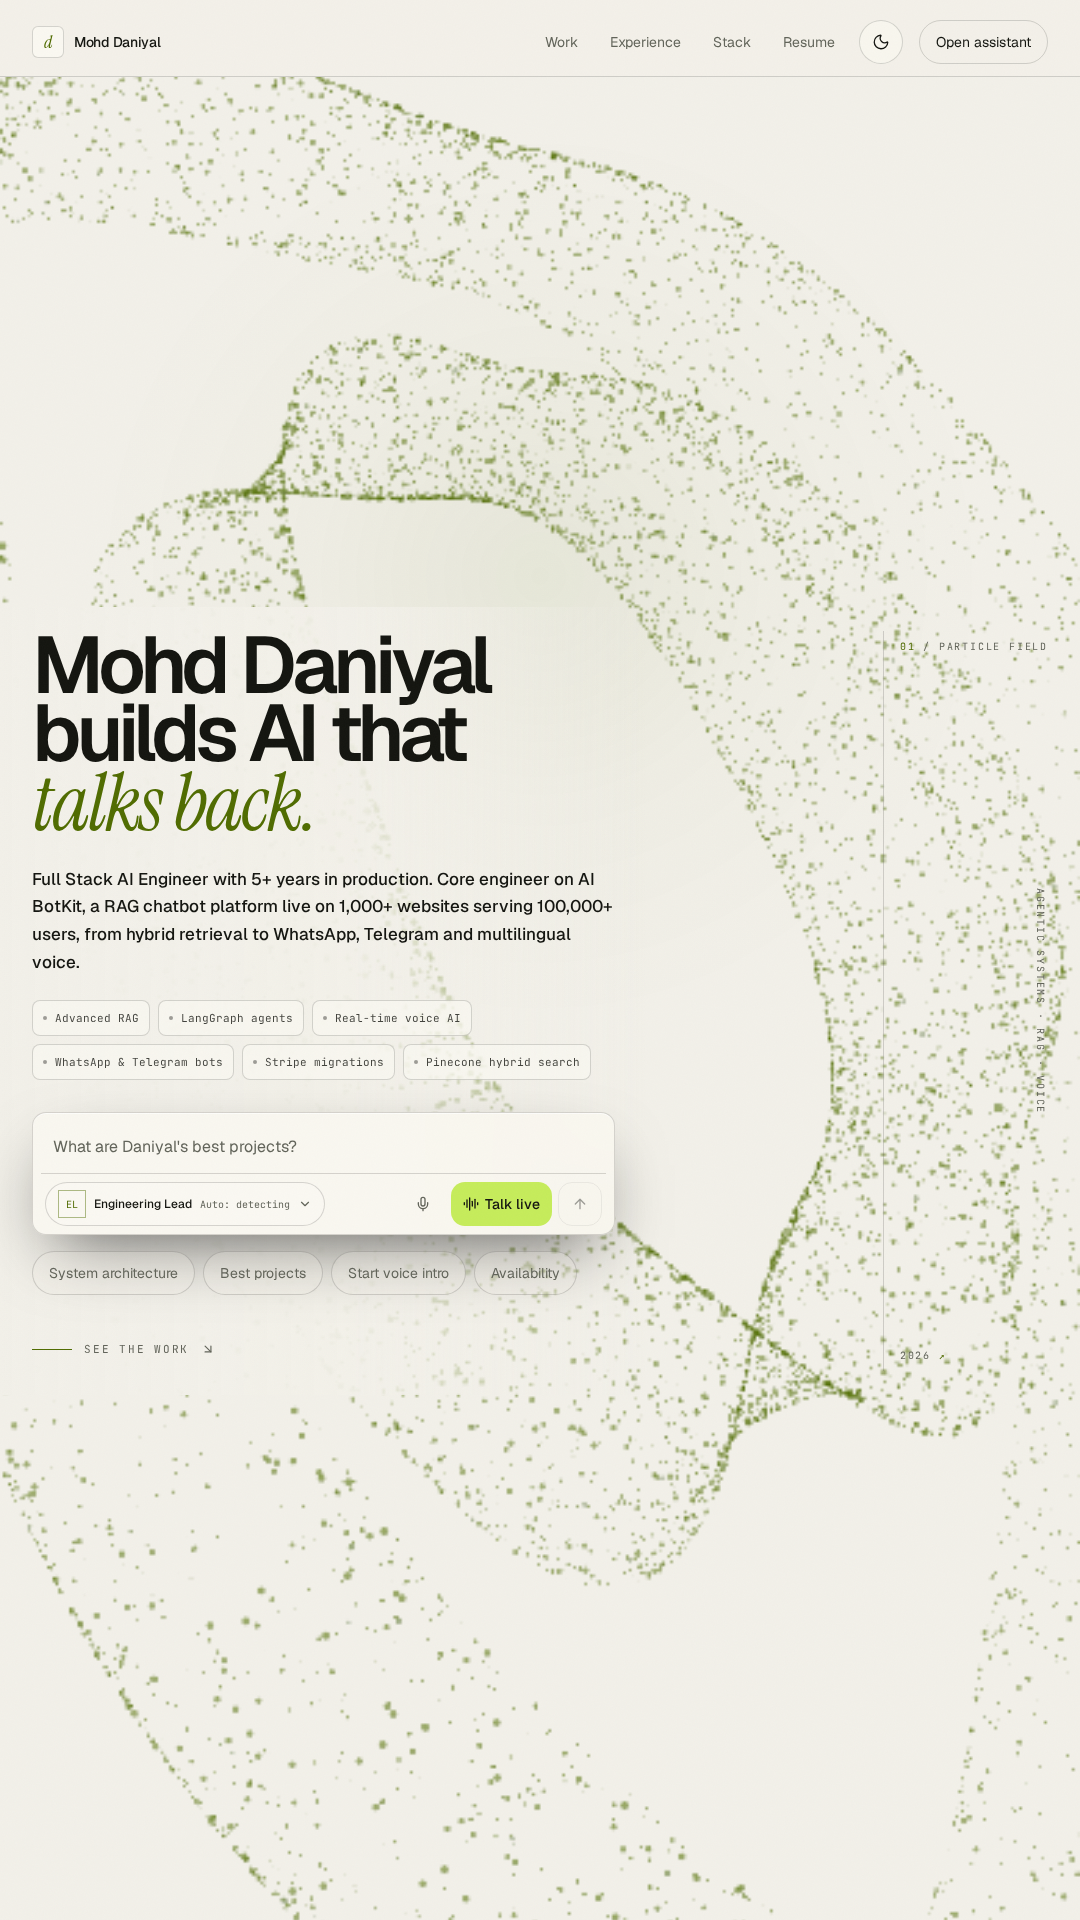 d
Mohd Daniyal
Work
Experience
Stack
Resume
Open assistant
01 / PARTICLE FIELD
Mohd Daniyal
builds AI that
talks back.
Full Stack AI Engineer with 5+ years in production. Core engineer on AI
BotKit, a RAG chatbot platform live on 1,000+ websites serving 100,000+
users, from hybrid retrieval to WhatsApp, Telegram and multilingual
voice.
AGENTIC SYSTEMS · RAG · VOICE
Advanced RAG
LangGraph agents
Real-time voice AI
WhatsApp & Telegram bots
Stripe migrations
Pinecone hybrid search
What are Daniyal's best projects?
EL
Engineering Lead
Auto: detecting
Talk live
System architecture
Best projects
Start voice intro
Availability
SEE THE WORK ↘
2026 ↗